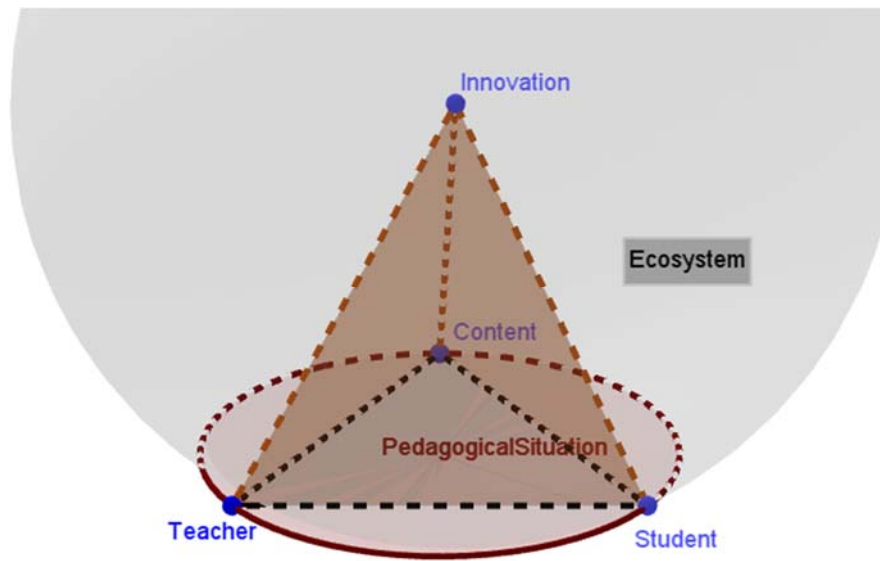 Innovation
Ecosystem
Content
PedagogicalSituation
Teacher
Student